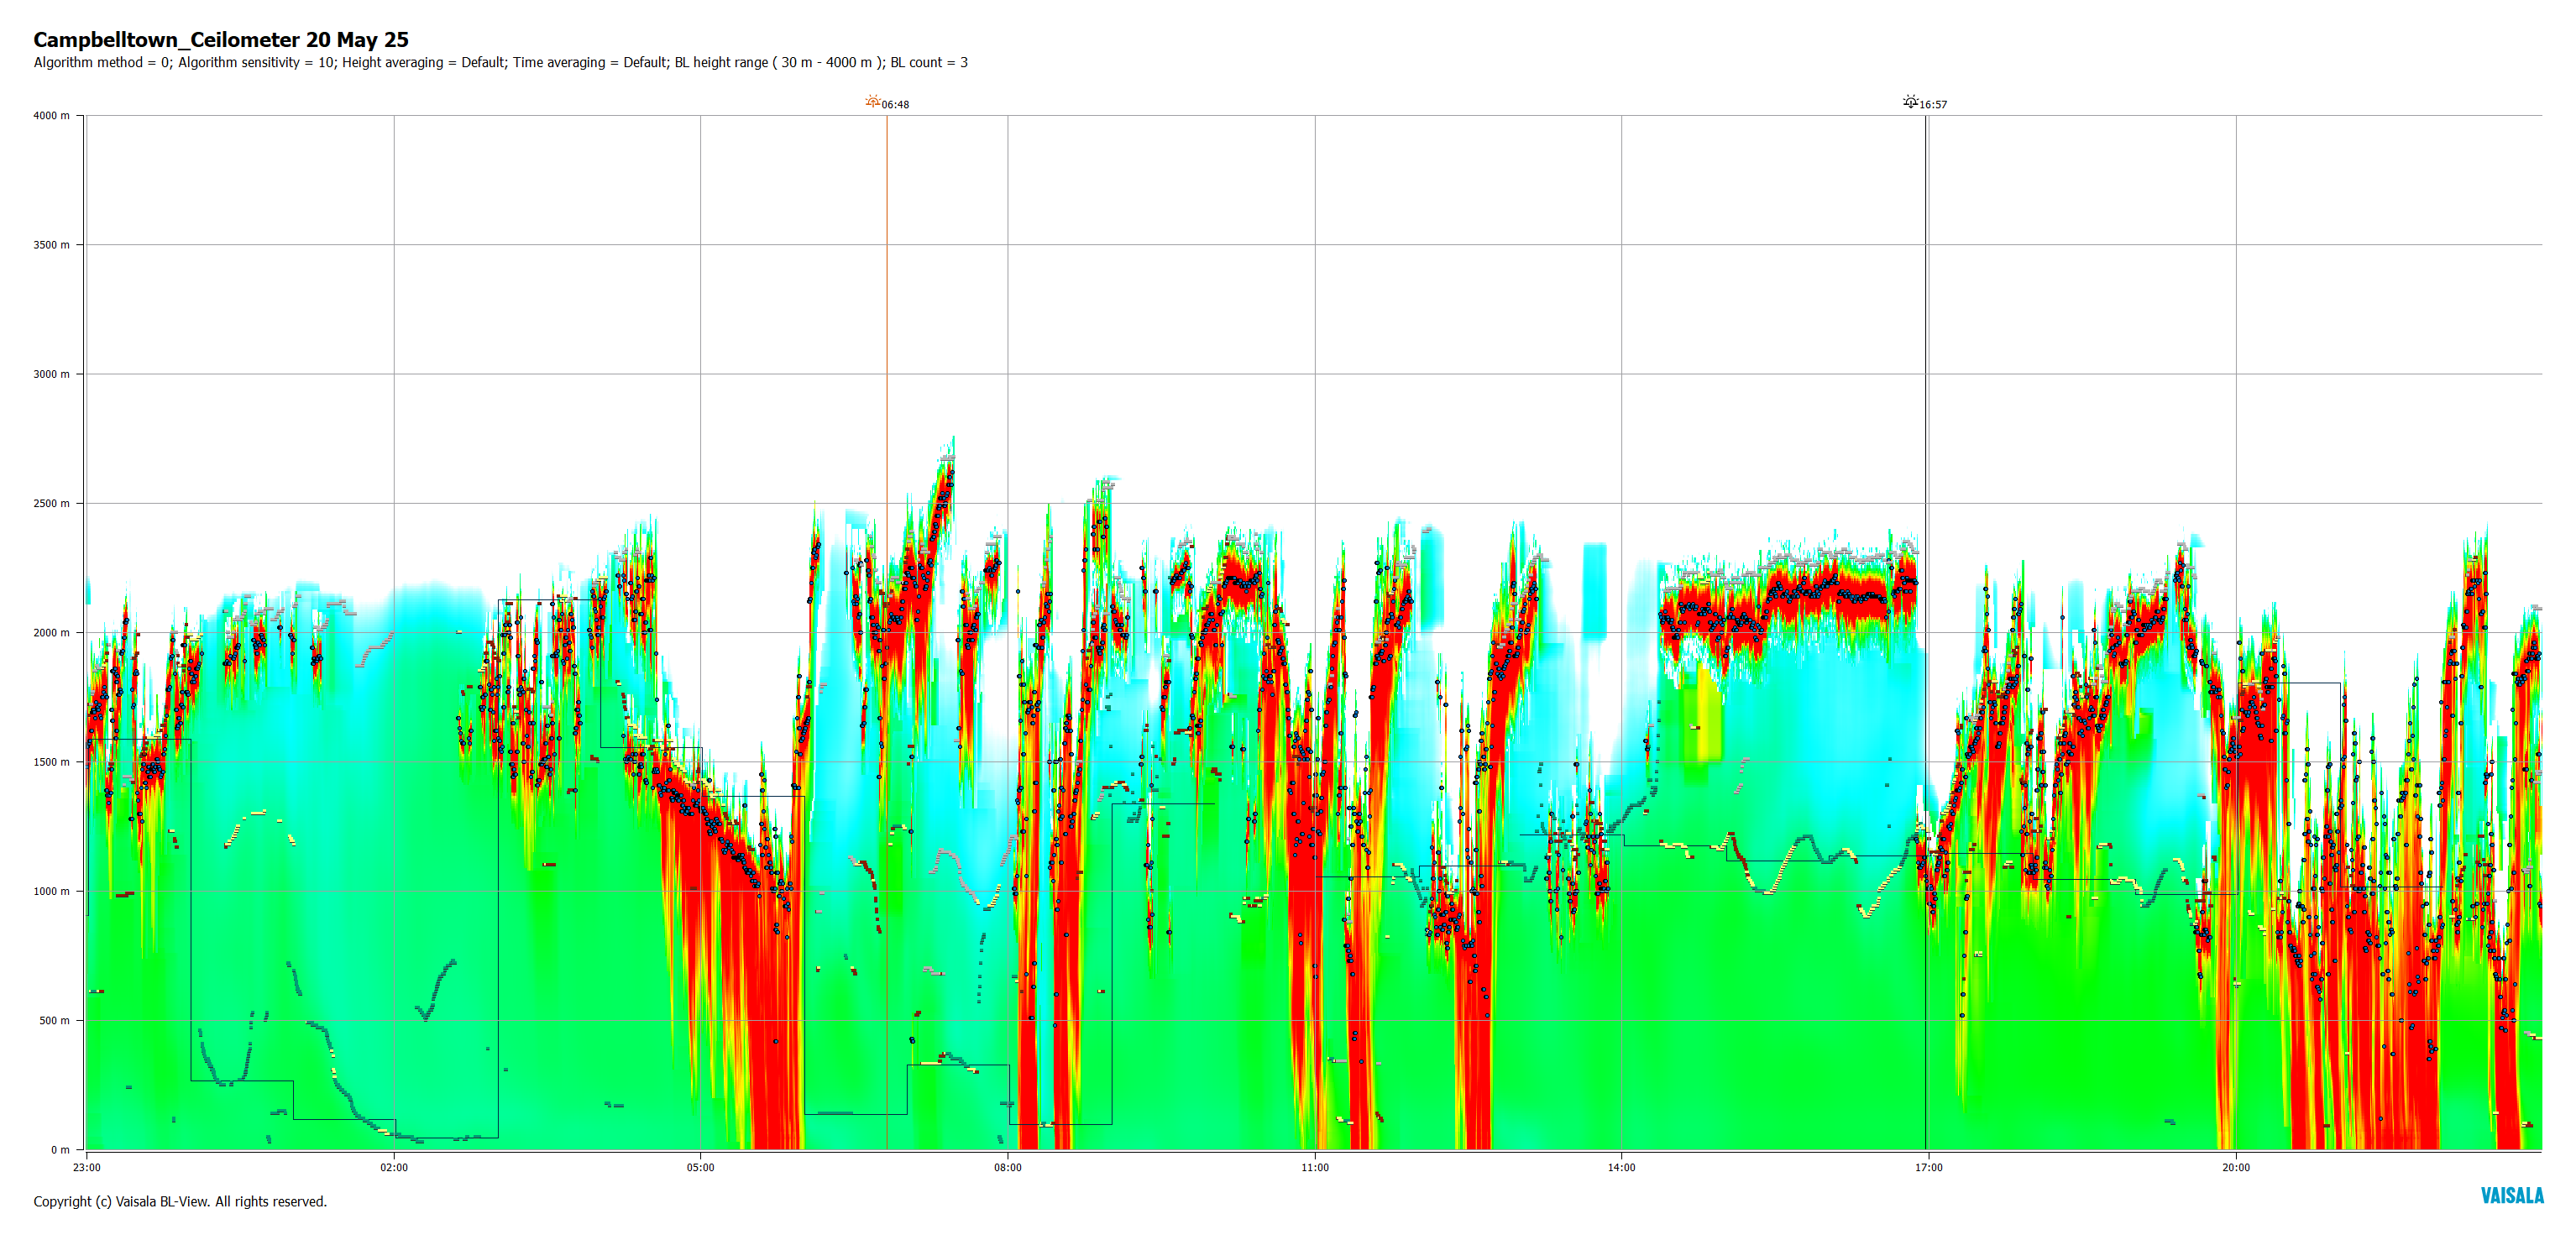 Campbelltown_Ceilometer 20 May 25
Algorithm method = 0; Algorithm sensitivity = 10; Height averaging = Default; Time averaging = Default; BL height range ( 30 m - 4000 m ); BL count = 3
06:48
16:57
4000 m
3500 m
3000 m
2500 m
2000 m
1500 m
1000 m
500 m
0 m
23:00
02:00
05:00
08:00
11:00
14:00
17:00
20:00
Copyright (c) Vaisala BL-View. All rights reserved.
VAISALA